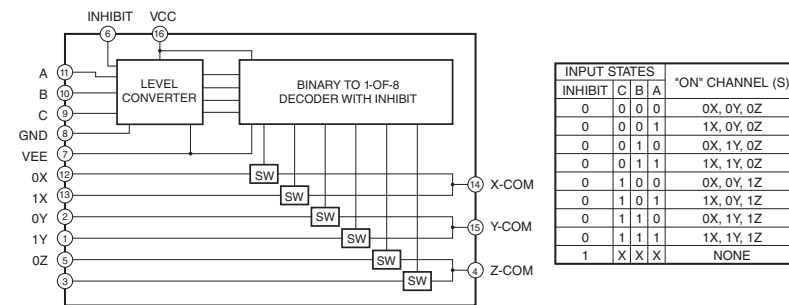 INHIBIT VCC
6 16
A 11
B 10
C 9
GND 8
VEE 7
0X 12
1X 13
0Y 2
1Y 1
0Z 5
3
LEVEL
CONVERTER
BINARY TO 1-OF-8
DECODER WITH INHIBIT
SW
SW
SW
SW
SW
SW
14 X-COM
15 Y-COM
4 Z-COM
INPUT STATES "ON" CHANNEL (S)
INHIBIT C B A
0 0 0 0 0X, 0Y, 0Z
0 0 0 1 1X, 0Y, 0Z
0 0 1 0 0X, 1Y, 0Z
0 0 1 1 1X, 1Y, 0Z
0 1 0 0 0X, 0Y, 1Z
0 1 0 1 1X, 0Y, 1Z
0 1 1 0 0X, 1Y, 1Z
0 1 1 1 1X, 1Y, 1Z
1 X X X NONE